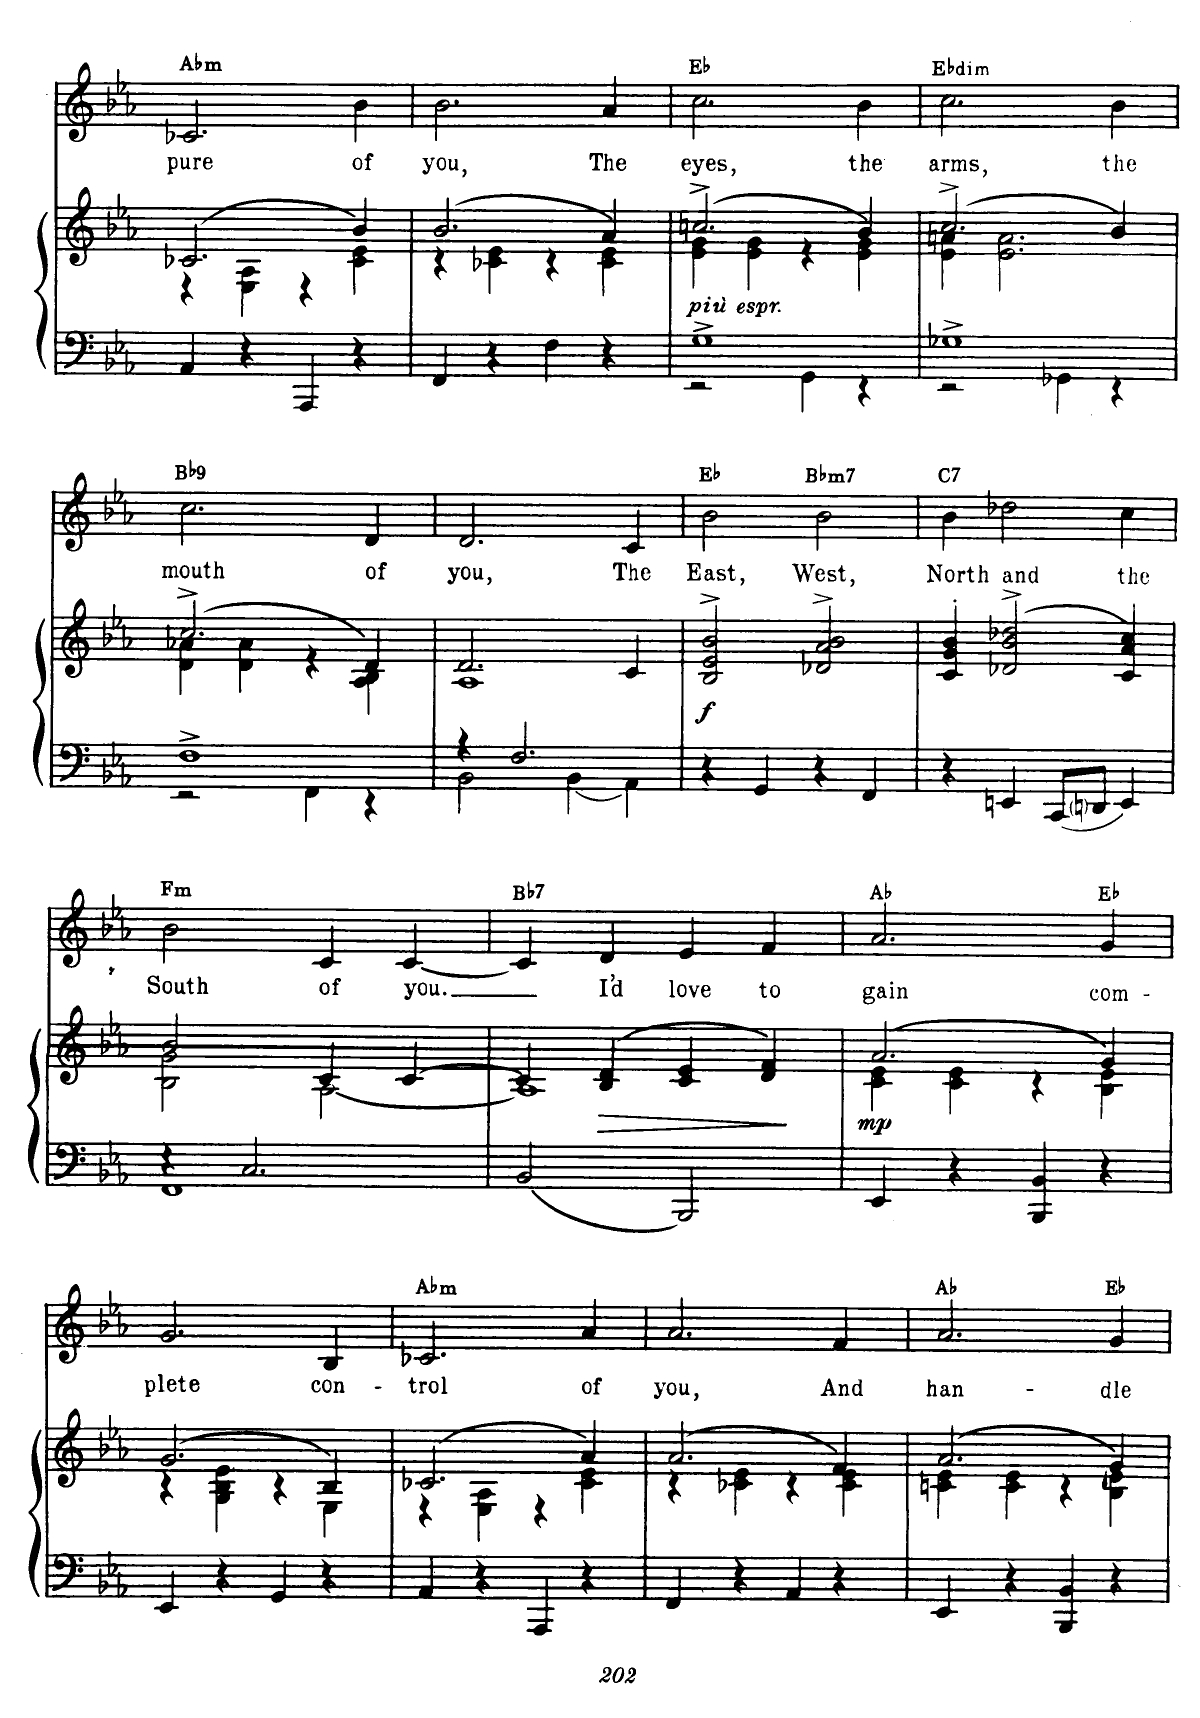 A♭m E♭ E♭dim
pure of you, The eyes, the arms, the
più espr.
B♭9 E♭ B♭m7 C7
mouth of you, The East, West, North and the
f
Fm B♭7 A♭ E♭
South of you. I'd love to gain com -
mp
A♭m A♭ E♭
plete con - trol of you, And han - dle
202